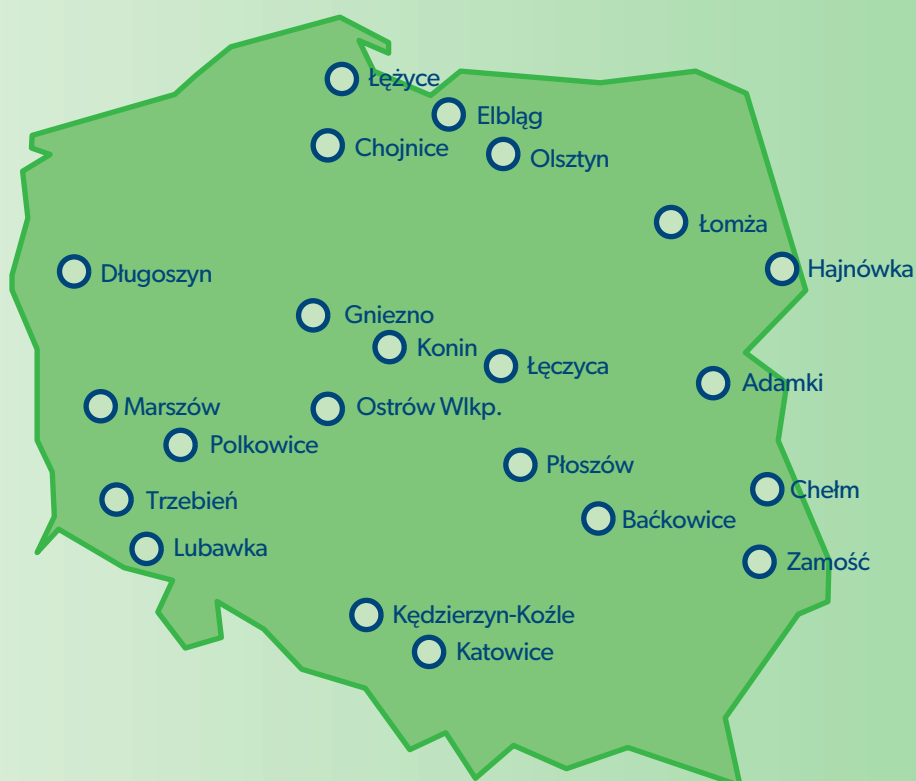 Łężyce
Elbląg
Chojnice
Olsztyn
Łomża
Hajnówka
Długoszyn
Gniezno
Konin
Łęczyca
Adamki
Marszów
Ostrów Wlkp.
Polkowice
Płoszów
Chełm
Trzebień
Baćkowice
Lubawka
Zamość
Kędzierzyn-Koźle
Katowice